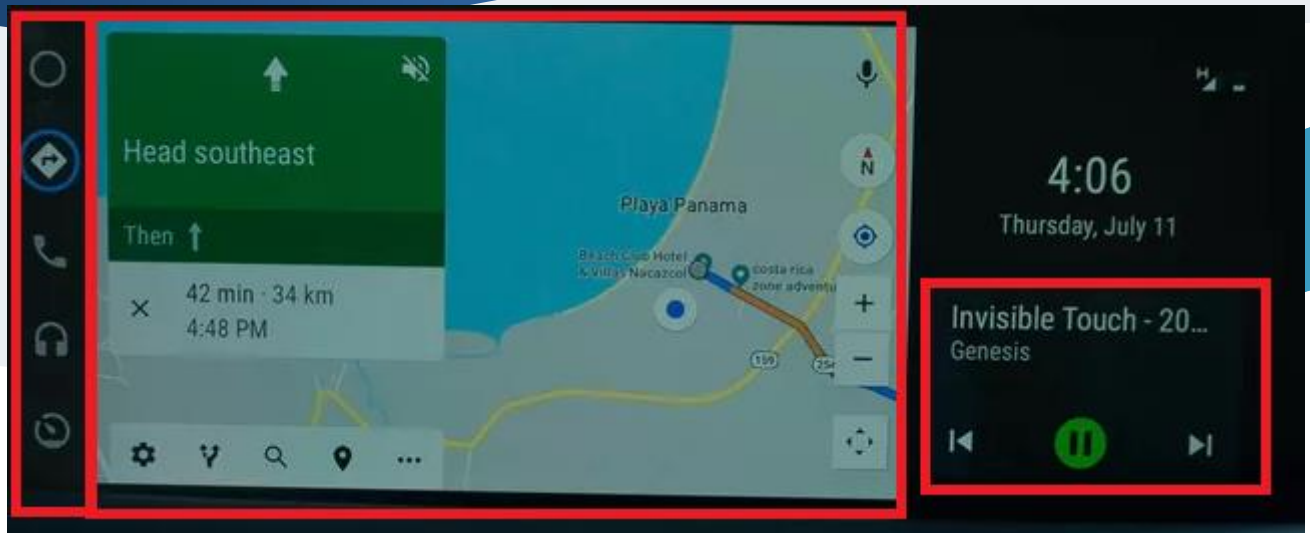 Head southeast
Then
42 min · 34 km
4:48 PM
Playa Panama
Beach Club Hotel
& Villas Nacazcol
costa rica
zone adventu
N
159
254
H
4:06
Thursday, July 11
Invisible Touch - 20...
Genesis